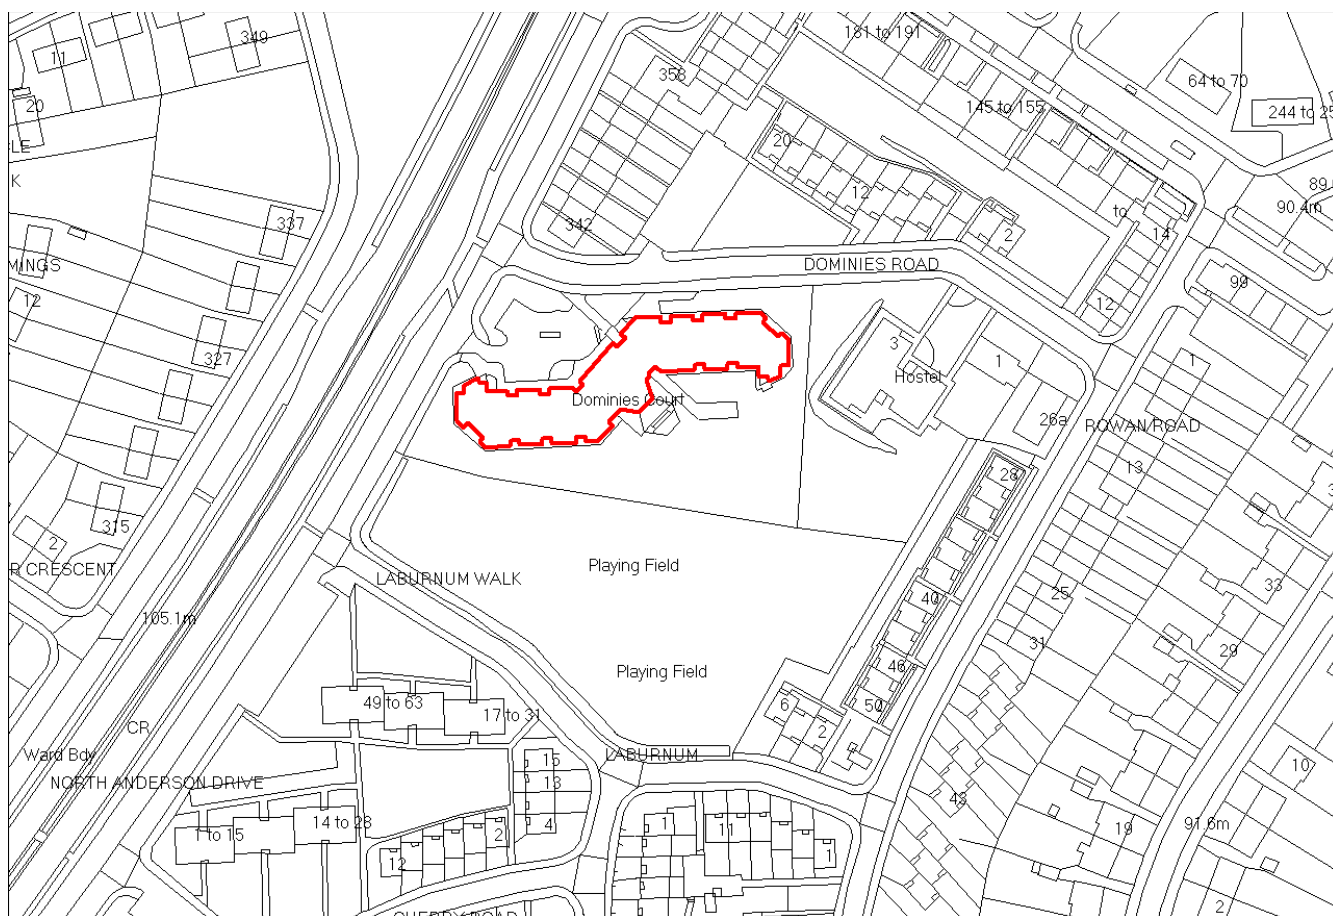 181 to 191
349
11
358
64 to 70
20
145 to 155
244 to 25
20
LE
K
12
89.
90.4m
to
337
342
2
14
MINGS
DOMINIES ROAD
99
12
12
327
3
1
1
Hostel
Dominies Court
26a
ROWAN ROAD
13
28
315
2
Playing Field
R CRESCENT
LABURNUM WALK
33
25
40
105.1m
31
29
Playing Field
46
49 to 63
6
50
17 to 31
CR
2
Ward Bdy
LABURNUM
15
10
NORTH ANDERSON DRIVE
13
43
14 to 28
4
1
11
19
91.6m
1 to 15
2
1
12
2
CHERRY ROAD